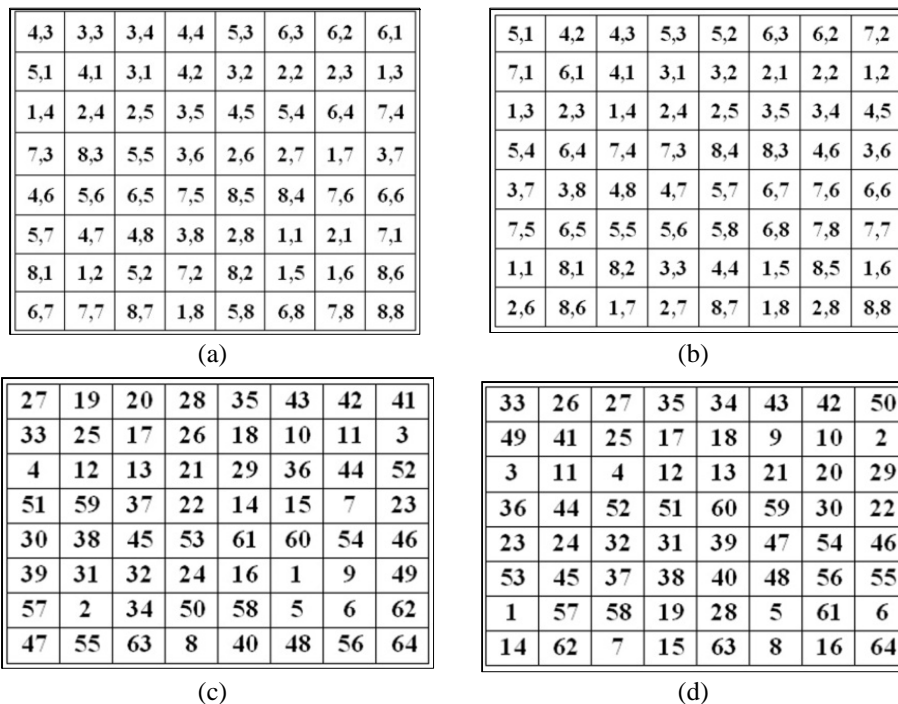 4,3 3,3 3,4 4,4 5,3 6,3 6,2 6,1
5,1 4,1 3,1 4,2 3,2 2,2 2,3 1,3
1,4 2,4 2,5 3,5 4,5 5,4 6,4 7,4
7,3 8,3 5,5 3,6 2,6 2,7 1,7 3,7
4,6 5,6 6,5 7,5 8,5 8,4 7,6 6,6
5,7 4,7 4,8 3,8 2,8 1,1 2,1 7,1
8,1 1,2 5,2 7,2 8,2 1,5 1,6 8,6
6,7 7,7 8,7 1,8 5,8 6,8 7,8 8,8
(a)
5,1 4,2 4,3 5,3 5,2 6,3 6,2 7,2
7,1 6,1 4,1 3,1 3,2 2,1 2,2 1,2
1,3 2,3 1,4 2,4 2,5 3,5 3,4 4,5
5,4 6,4 7,4 7,3 8,4 8,3 4,6 3,6
3,7 3,8 4,8 4,7 5,7 6,7 7,6 6,6
7,5 6,5 5,5 5,6 5,8 6,8 7,8 7,7
1,1 8,1 8,2 3,3 4,4 1,5 8,5 1,6
2,6 8,6 1,7 2,7 8,7 1,8 2,8 8,8
(b)
27 19 20 28 35 43 42 41
33 25 17 26 18 10 11 3
4 12 13 21 29 36 44 52
51 59 37 22 14 15 7 23
30 38 45 53 61 60 54 46
39 31 32 24 16 1 9 49
57 2 34 50 58 5 6 62
47 55 63 8 40 48 56 64
(c)
33 26 27 35 34 43 42 50
49 41 25 17 18 9 10 2
3 11 4 12 13 21 20 29
36 44 52 51 60 59 30 22
23 24 32 31 39 47 54 46
53 45 37 38 40 48 56 55
1 57 58 19 28 5 61 6
14 62 7 15 63 8 16 64
(d)